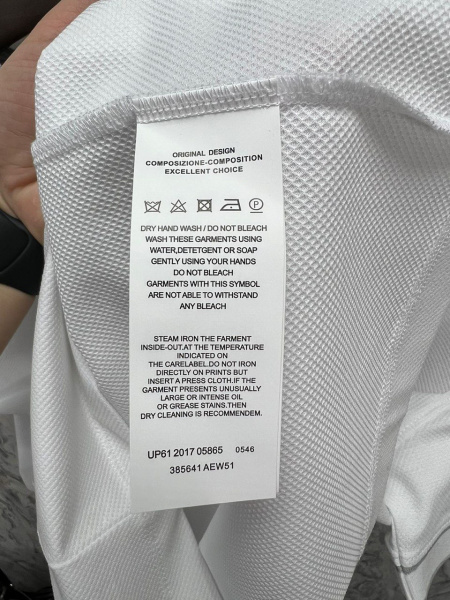 ORIGINAL DESIGN
COMPOSIZIONE-COMPOSITION
EXCELLENT CHOICE
P
DRY HAND WASH / DO NOT BLEACH
WASH THESE GARMENTS USING
WATER,DETETGENT OR SOAP
GENTLY USING YOUR HANDS
DO NOT BLEACH
GARMENTS WITH THIS SYMBOL
ARE NOT ABLE TO WITHSTAND
ANY BLEACH
STEAM IRON THE FARMENT
INSIDE-OUT.AT THE TEMPERATURE
INDICATED ON
THE CARELABEL.DO NOT IRON
DIRECTLY ON PRINTS BUT
INSERT A PRESS CLOTH.IF THE
GARMENT PRESENTS UNUSUALLY
LARGE OR INTENSE OIL
OR GREASE STAINS.THEN
DRY CLEANING IS RECOMMENDEM.
UP61 2017 05865 0546
385641 AEW51